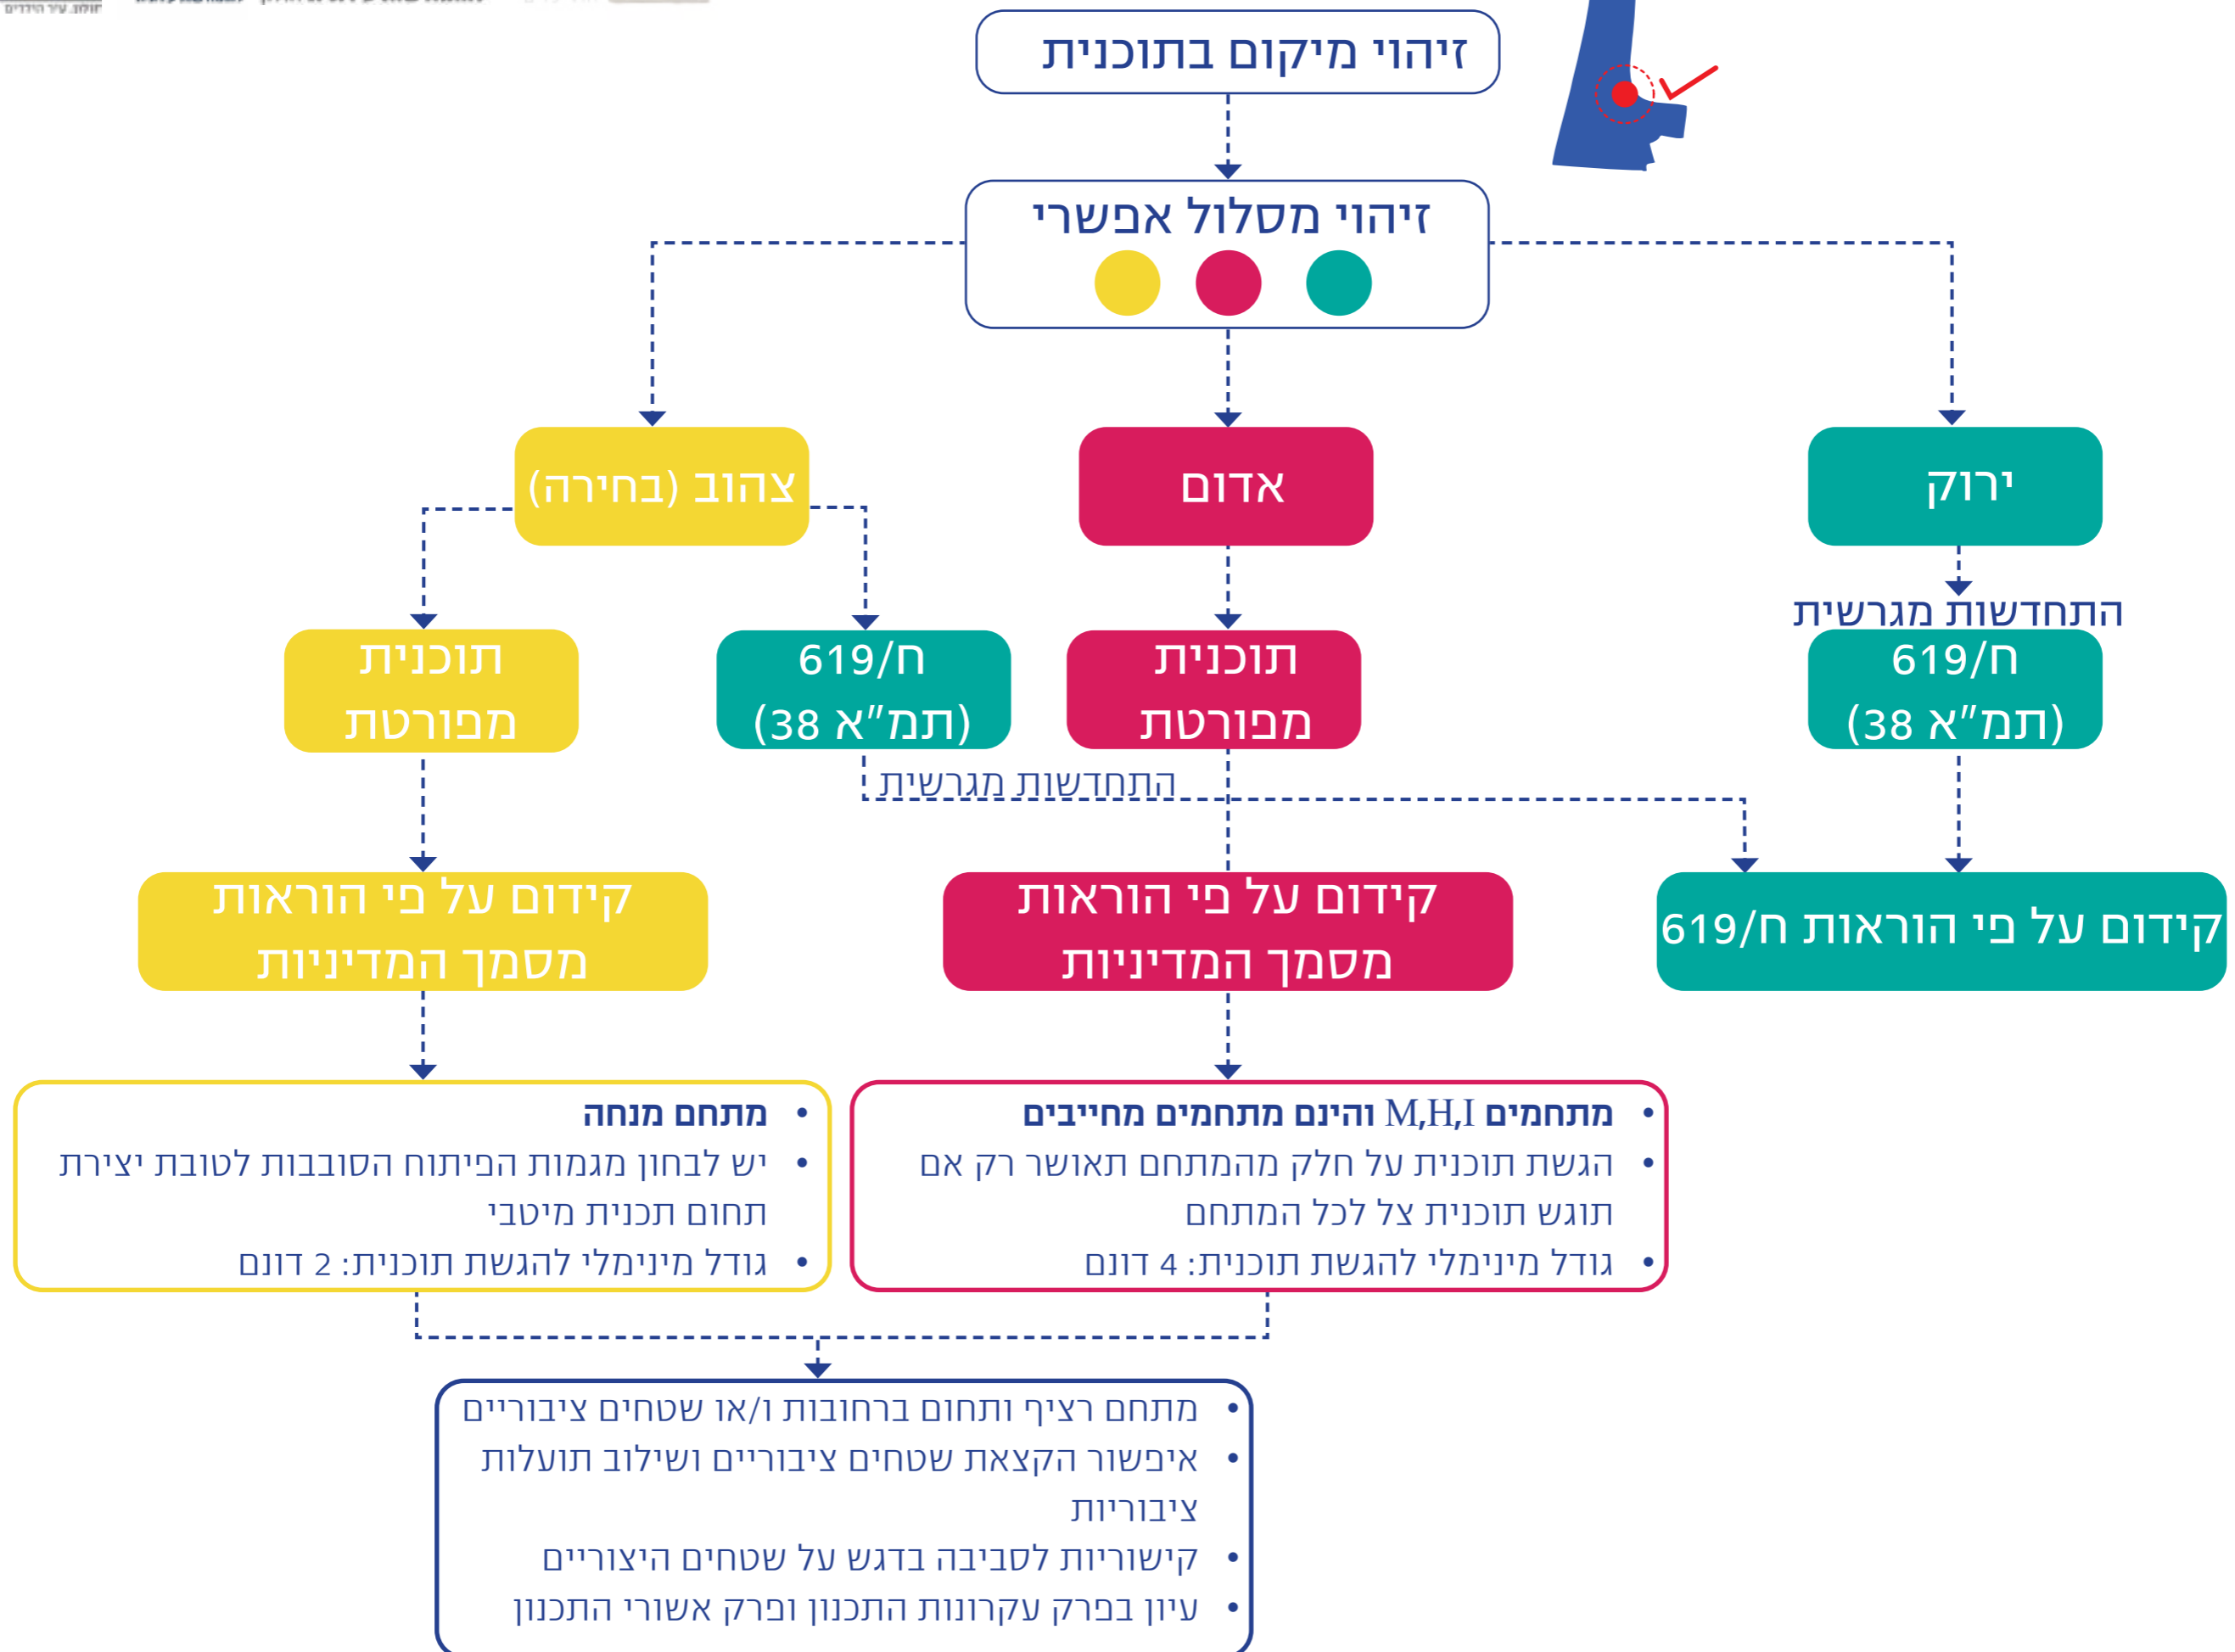 חולון. עיר הילדים
זיהוי מיקום בתוכנית
זיהוי מסלול אפשרי
ירוק
אדום
צהוב (בחירה)
התחדשות מגרשית
ח/619
(תמ"א 38)
תוכנית
מפורטת
ח/619
(תמ"א 38)
תוכנית
מפורטת
התחדשות מגרשית
קידום על פי הוראות ח/619
קידום על פי הוראות
מסמך המדיניות
קידום על פי הוראות
מסמך המדיניות
• מתחמים M,H,I והינם מתחמים מחייבים
• הגשת תוכנית על חלק מהמתחם תאושר רק אם
תוגש תוכנית צל לכל המתחם
• גודל מינימלי להגשת תוכנית: 4 דונם
• מתחם מנחה
• יש לבחון מגמות הפיתוח הסובבות לטובת יצירת
תחום תכנית מיטבי
• גודל מינימלי להגשת תוכנית: 2 דונם
• מתחם רציף ותחום ברחובות ו/או שטחים ציבוריים
• איפשור הקצאת שטחים ציבוריים ושילוב תועלות
ציבוריות
• קישוריות לסביבה בדגש על שטחים היצוריים
• עיון בפרק עקרונות התכנון ופרק אשורי התכנון